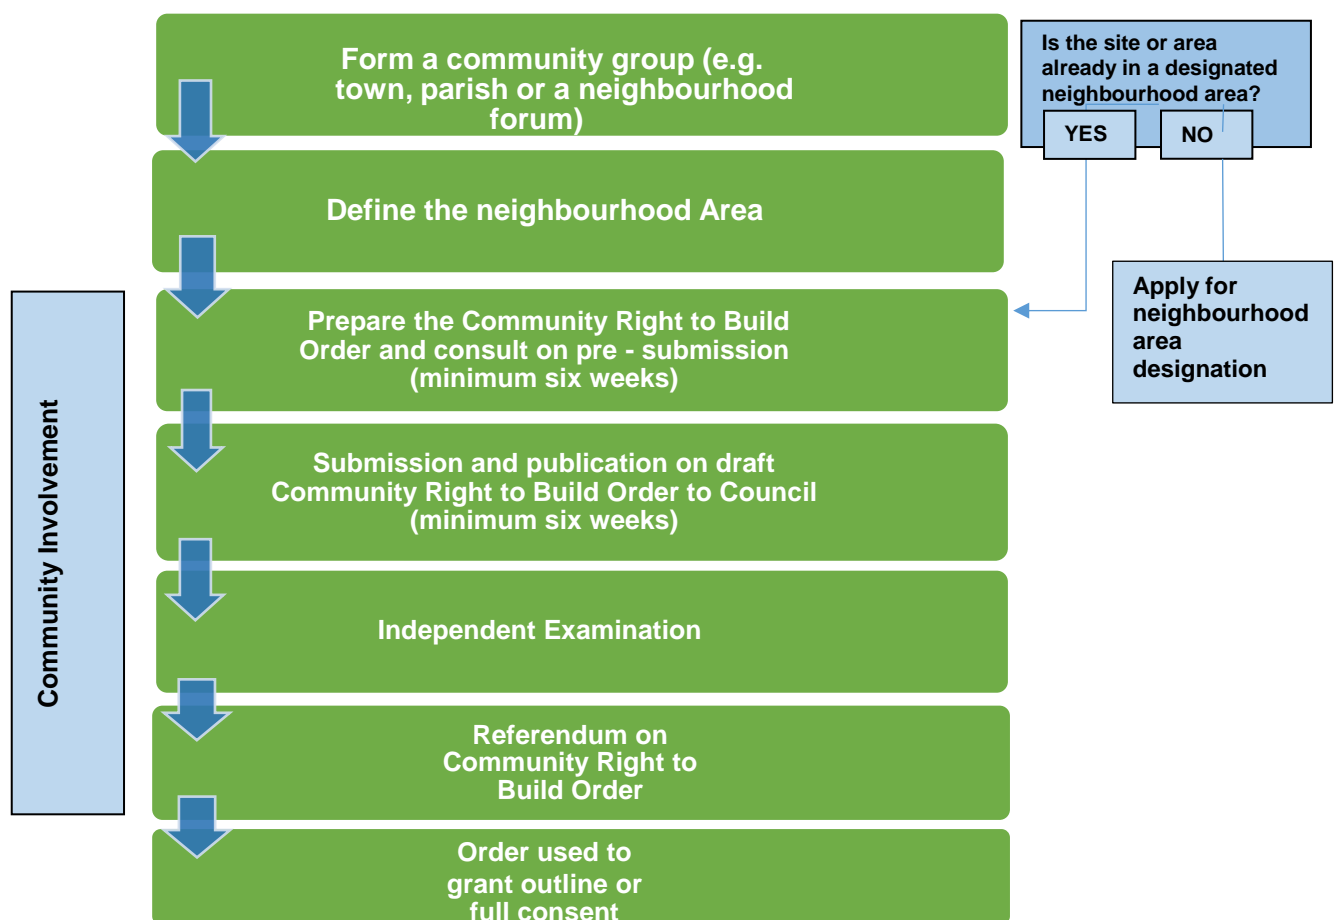 Form a community group (e.g.
town, parish or a neighbourhood
forum)
Is the site or area
already in a designated
neighbourhood area?
YES
NO
Define the neighbourhood Area
Apply for
neighbourhood
area
designation
Community Involvement
Prepare the Community Right to Build
Order and consult on pre - submission
(minimum six weeks)
Submission and publication on draft
Community Right to Build Order to Council
(minimum six weeks)
Independent Examination
Referendum on
Community Right to
Build Order
Order used to
grant outline or
full consent